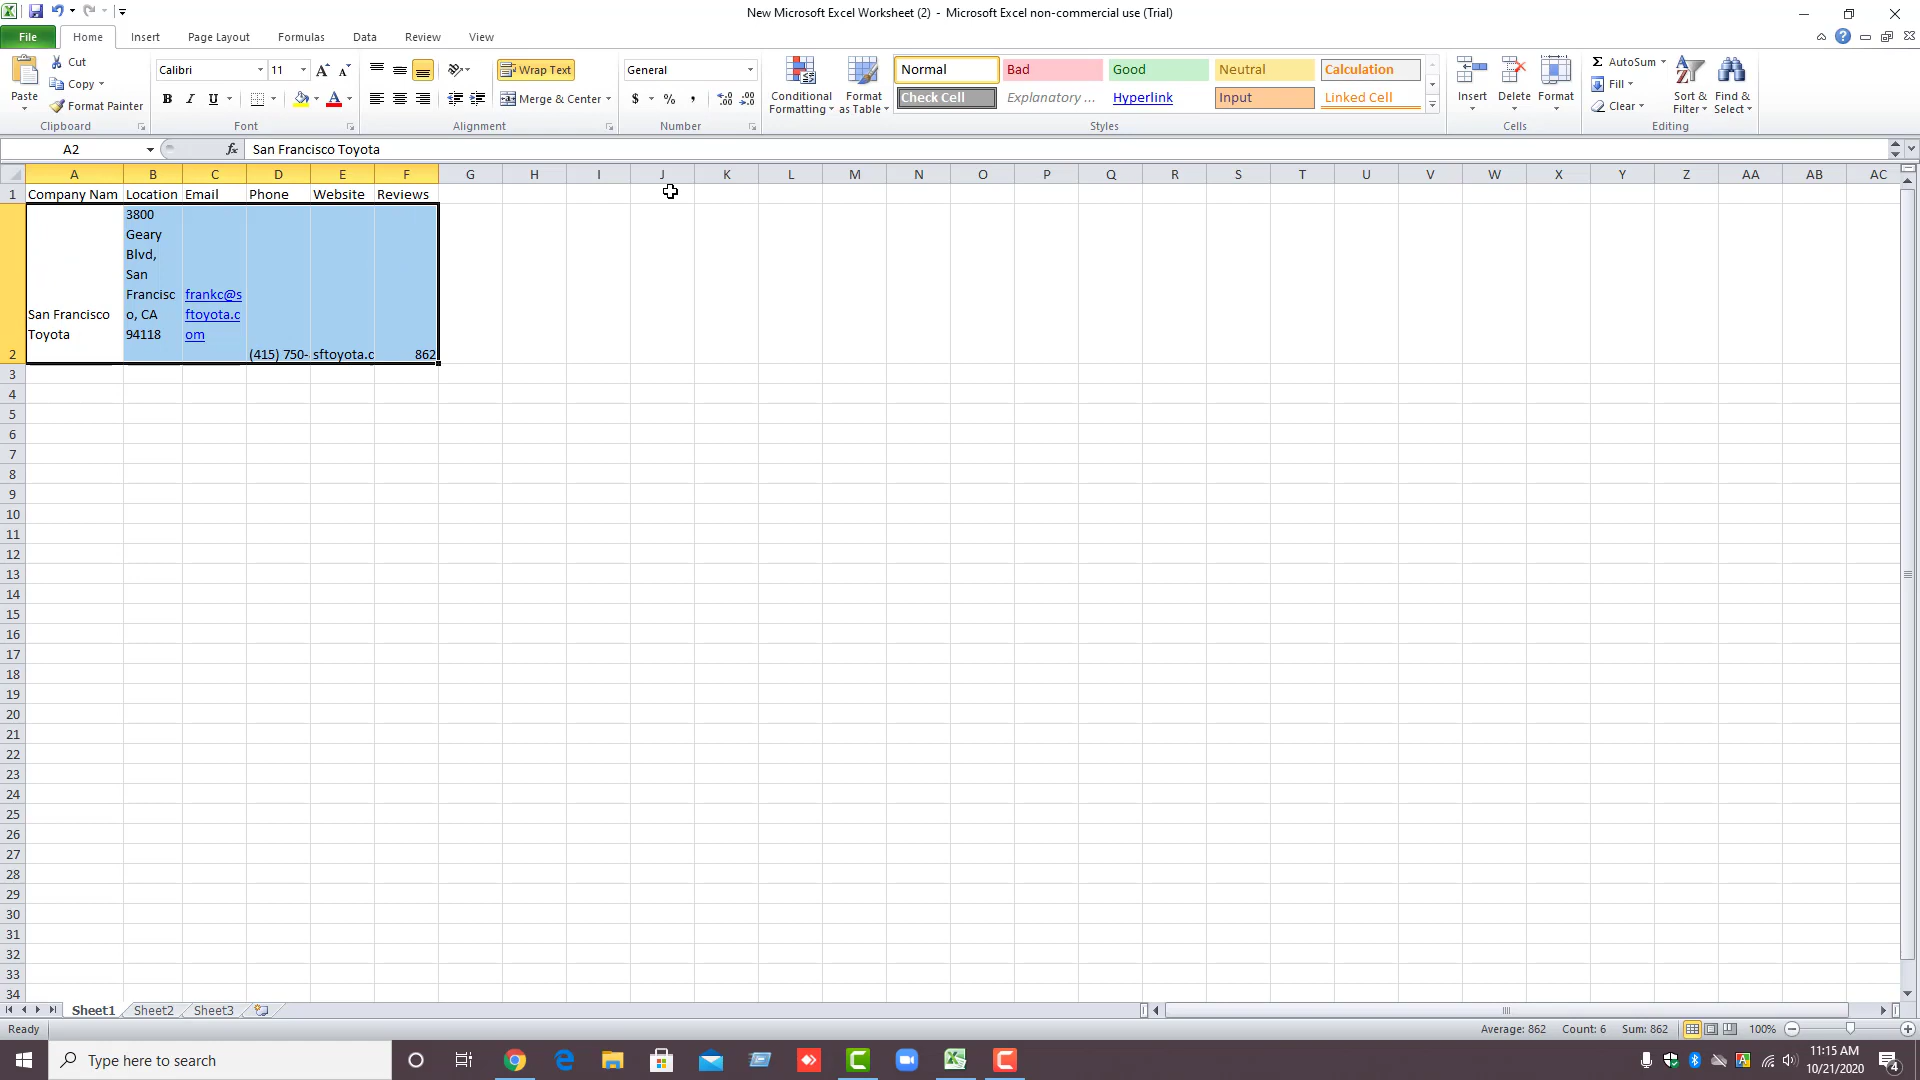 New Microsoft Excel Worksheet (2) - Microsoft Excel non-commercial use (Trial)
File Home Insert Page Layout Formulas Data Review View
Paste
Cut
Copy
Format Painter
Clipboard
Calibri 11
B I U
Font
Wrap Text
Merge & Center
Alignment
General
$ % ,
Number
Conditional Formatting
Format as Table
Normal Bad Good Neutral Calculation
Check Cell Explanatory ... Hyperlink Input Linked Cell
Styles
Insert Delete Format
Cells
AutoSum
Fill
Clear
Sort & Filter
Find & Select
Editing
A2 fx San Francisco Toyota
A B C D E F G H I J K L M N O P Q R S T U V W X Y Z AA AB AC
1 Company Nam Location Email Phone Website Reviews
San Francisco
Toyota
3800
Geary
Blvd,
San
Francisc
o, CA
94118
frankc@s
ftoyota.c
om
2 (415) 750- sftoyota.c 862
3
4
5
6
7
8
9
10
11
12
13
14
15
16
17
18
19
20
21
22
23
24
25
26
27
28
29
30
31
32
33
34
Sheet1 Sheet2 Sheet3
Ready Average: 862 Count: 6 Sum: 862 100%
Type here to search
11:15 AM
10/21/2020
4